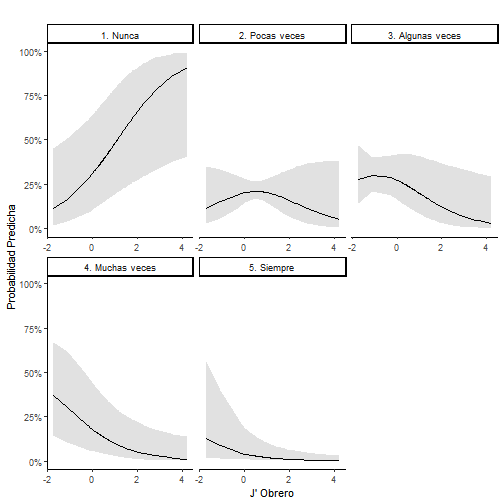 1. Nunca
2. Pocas veces
3. Algunas veces
100%
75%
50%
25%
0%
-2 0 2 4
-2 0 2 4
-2 0 2 4
4. Muchas veces
5. Siempre
100%
75%
50%
25%
0%
-2 0 2 4
-2 0 2 4
Probabilidad Predicha
J' Obrero